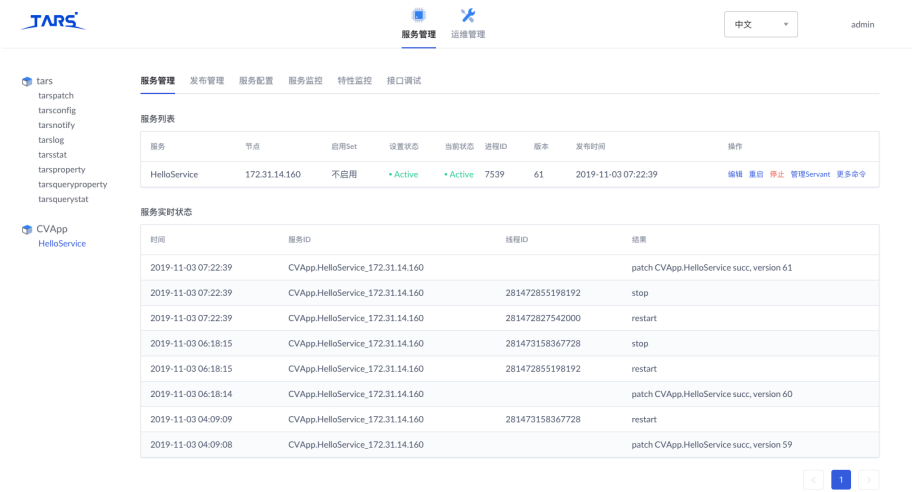 TARS
服务管理 运维管理
中文
admin
tars
tarspatch
tarsconfig
tarsnotify
tarslog
tarsstat
tarsproperty
tarsqueryproperty
tarsquerystat
CVApp
HelloService
服务管理 发布管理 服务配置 服务监控 特性监控 接口调试
服务列表
服务 节点 启用Set 设置状态 当前状态 进程ID 版本 发布时间 操作
HelloService 172.31.14.160 不启用 Active Active 7539 61 2019-11-03 07:22:39 编辑 重启 停止 管理Servant 更多命令
服务实时状态
时间 服务ID 线程ID 结果
2019-11-03 07:22:39 CVApp.HelloService_172.31.14.160 patch CVApp.HelloService succ, version 61
2019-11-03 07:22:39 CVApp.HelloService_172.31.14.160 281472855198192 stop
2019-11-03 07:22:39 CVApp.HelloService_172.31.14.160 281472827542000 restart
2019-11-03 06:18:15 CVApp.HelloService_172.31.14.160 281473158367728 stop
2019-11-03 06:18:15 CVApp.HelloService_172.31.14.160 281472855198192 restart
2019-11-03 06:18:14 CVApp.HelloService_172.31.14.160 patch CVApp.HelloService succ, version 60
2019-11-03 04:09:09 CVApp.HelloService_172.31.14.160 281473158367728 restart
2019-11-03 04:09:08 CVApp.HelloService_172.31.14.160 patch CVApp.HelloService succ, version 59
1